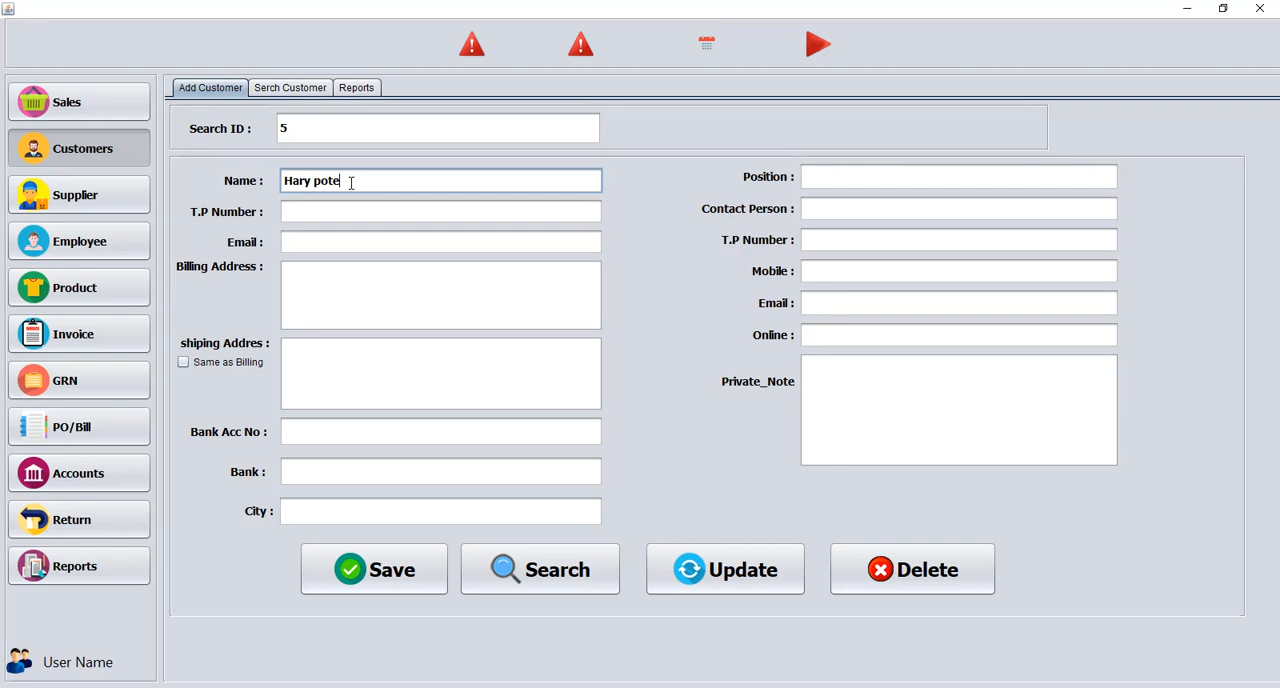 Sales
Customers
Supplier
Employee
Product
Invoice
GRN
PO/Bill
Accounts
Return
Reports
User Name
Add Customer
Serch Customer
Reports
Search ID :
5
Name :
Hary pote
T.P Number :
Email :
Billing Address :
shiping Addres :
Same as Billing
Bank Acc No :
Bank :
City :
Position :
Contact Person :
T.P Number :
Mobile :
Email :
Online :
Private_Note
Save
Search
Update
Delete